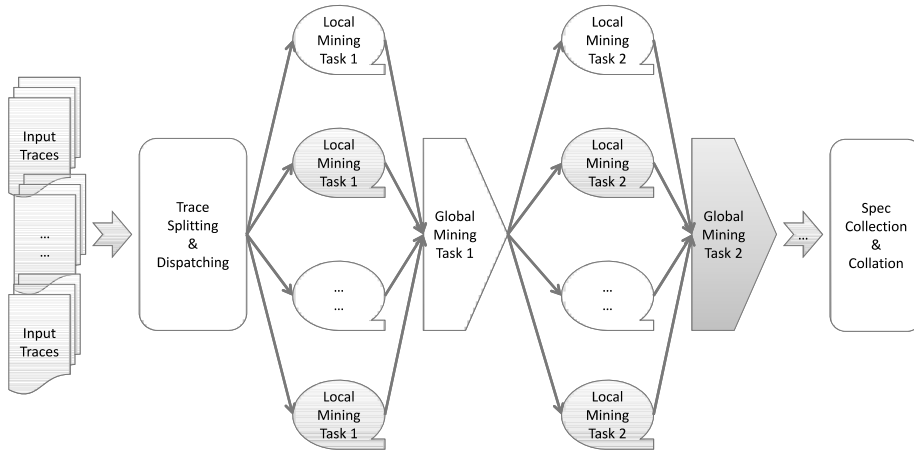 Input
Traces
…
…
Input
Traces
Trace
Splitting
&
Dispatching
Local
Mining
Task 1
Local
Mining
Task 1
…
…
Local
Mining
Task 1
Global
Mining
Task 1
Local
Mining
Task 2
Local
Mining
Task 2
…
…
Local
Mining
Task 2
Global
Mining
Task 2
…
Spec
Collection
&
Collation